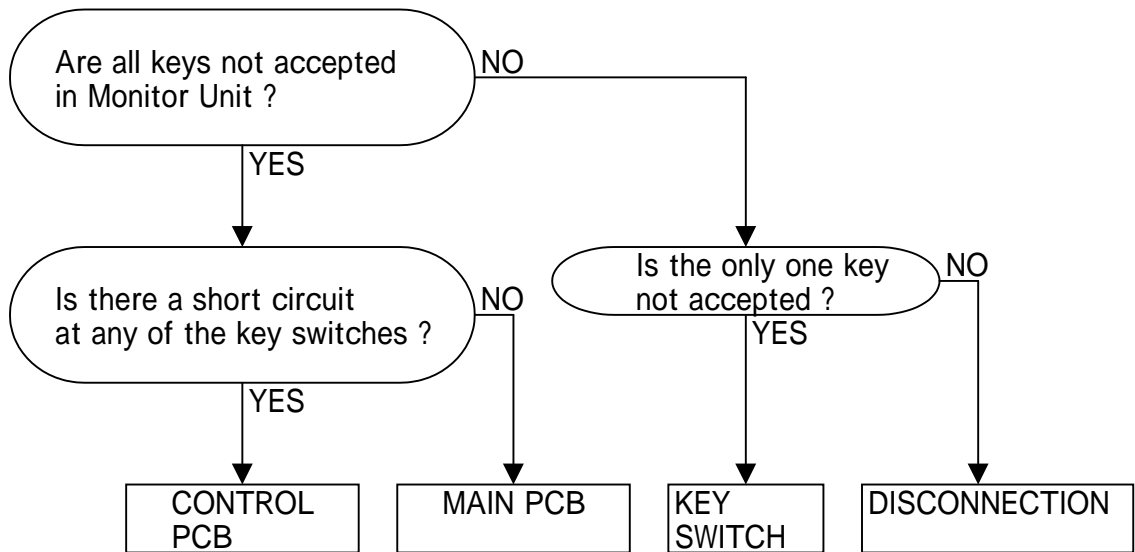 Are all keys not accepted
in Monitor Unit ?
NO
YES
Is there a short circuit
at any of the key switches ?
NO
YES
Is the only one key
not accepted ?
NO
YES
CONTROL
PCB
MAIN PCB
KEY
SWITCH
DISCONNECTION